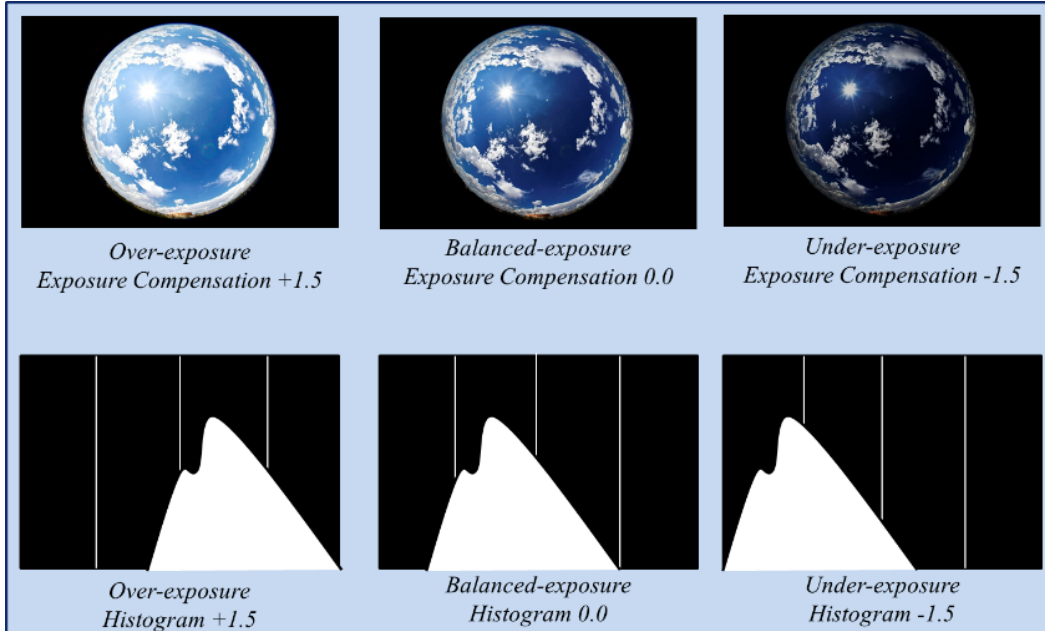 Over-exposure
Exposure Compensation +1.5
Balanced-exposure
Exposure Compensation 0.0
Under-exposure
Exposure Compensation -1.5
Over-exposure
Histogram +1.5
Balanced-exposure
Histogram 0.0
Under-exposure
Histogram -1.5